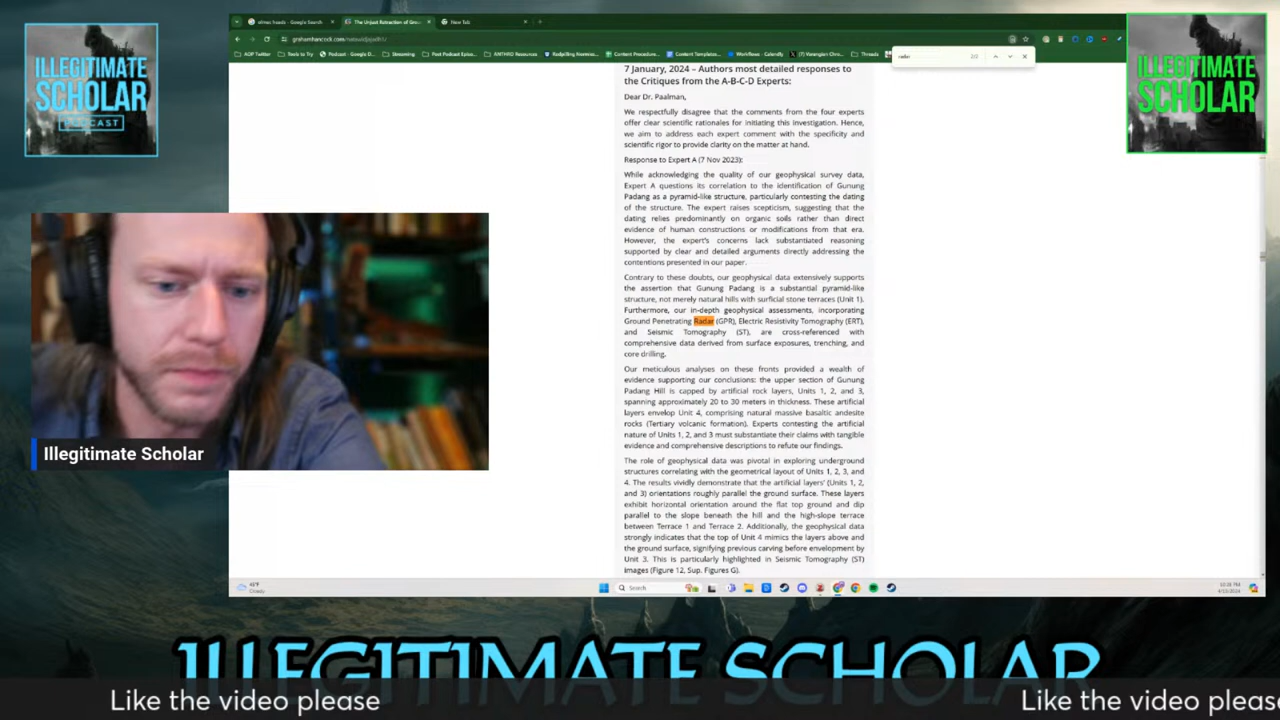 ILLEGITIMATE
SCHOLAR
PODCAST
ILLEGITIMATE
SCHOLAR
The Unjust Retraction of Gru
New Tab
7 January, 2024 – Authors most detailed responses to
the Critiques from the A-B-C-D Experts:
Dear Dr. Paalman,
We respectfully disagree that the comments from the four experts
offer clear scientific rationales for initiating this investigation. Hence,
we aim to address each expert comment with the specificity and
scientific rigor to provide clarity on the matter at hand.
Response to Expert A (7 Nov 2023):
While acknowledging the quality of our geophysical survey data,
Expert A questions its correlation to the identification of Gunung
Padang as a pyramid-like structure, particularly contesting the dating
of the structure. The expert raises scepticism, suggesting that the
dating relies predominantly on organic soils rather than direct
evidence of human constructions or modifications from that era.
However, the expert's concerns lack substantiated reasoning
supported by clear and detailed arguments directly addressing the
contentions presented in our paper.
Contrary to these doubts, our geophysical data extensively supports
the assertion that Gunung Padang is a substantial pyramid-like
structure, not merely natural hills with surficial stone terraces (Unit 1).
Furthermore, our in-depth geophysical assessments, incorporating
Ground Penetrating Radar (GPR), Electric Resistivity Tomography (ERT),
and Seismic Tomography (ST), are cross-referenced with
comprehensive data derived from surface exposures, trenching, and
core drilling.
Our meticulous analyses on these fronts provided a wealth of
evidence supporting our conclusions: the upper section of Gunung
Padang Hill is capped by artificial rock layers, Units 1, 2, and 3,
spanning approximately 20 to 30 meters in thickness. These artificial
layers envelop Unit 4, comprising natural massive basaltic andesite
rocks (Tertiary volcanic formation). Experts contesting the artificial
nature of Units 1, 2, and 3 must substantiate their claims with tangible
evidence and comprehensive descriptions to refute our findings.
The role of geophysical data was pivotal in exploring underground
structures correlating with the geometrical layout of Units 1, 2, 3, and
4. The results vividly demonstrate that the artificial layers' (Units 1, 2,
and 3) orientations roughly parallel the ground surface. These layers
exhibit horizontal orientation around the flat top ground and dip
parallel to the slope beneath the hill and the high-slope terrace
between Terrace 1 and Terrace 2. Additionally, the geophysical data
strongly indicates that the top of Unit 4 mimics the layers above and
the ground surface, signifying previous carving before envelopment by
Unit 3. This is particularly highlighted in Seismic Tomography (ST)
images (Figure 12, Sup. Figures G).
Illegitimate Scholar
Search
ILLEGITIMATE SCHOLAR
Like the video please
Like the video please